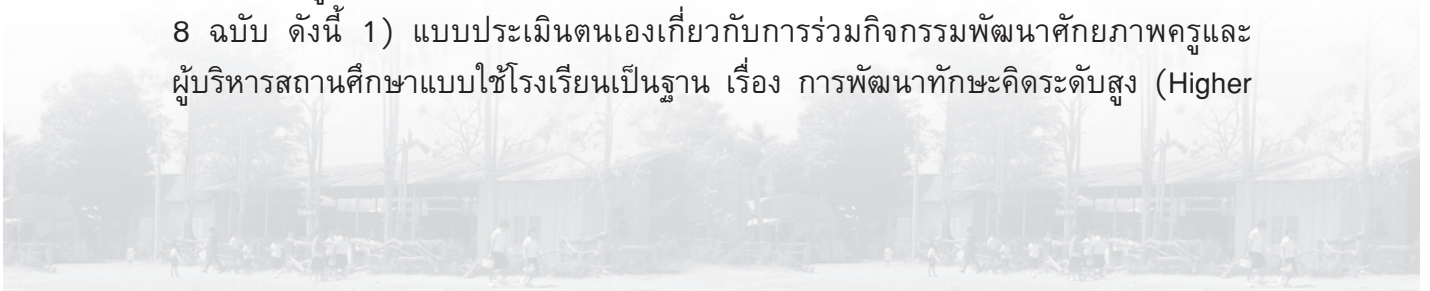 8 ฉบับ ดังนี้ 1) แบบประเมินตนเองเกี่ยวกับการร่วมกิจกรรมพัฒนาศักยภาพครูและ
ผู้บริหารสถานศึกษาแบบใช้โรงเรียนเป็นฐาน เรื่อง การพัฒนาทักษะคิดระดับสูง (Higher